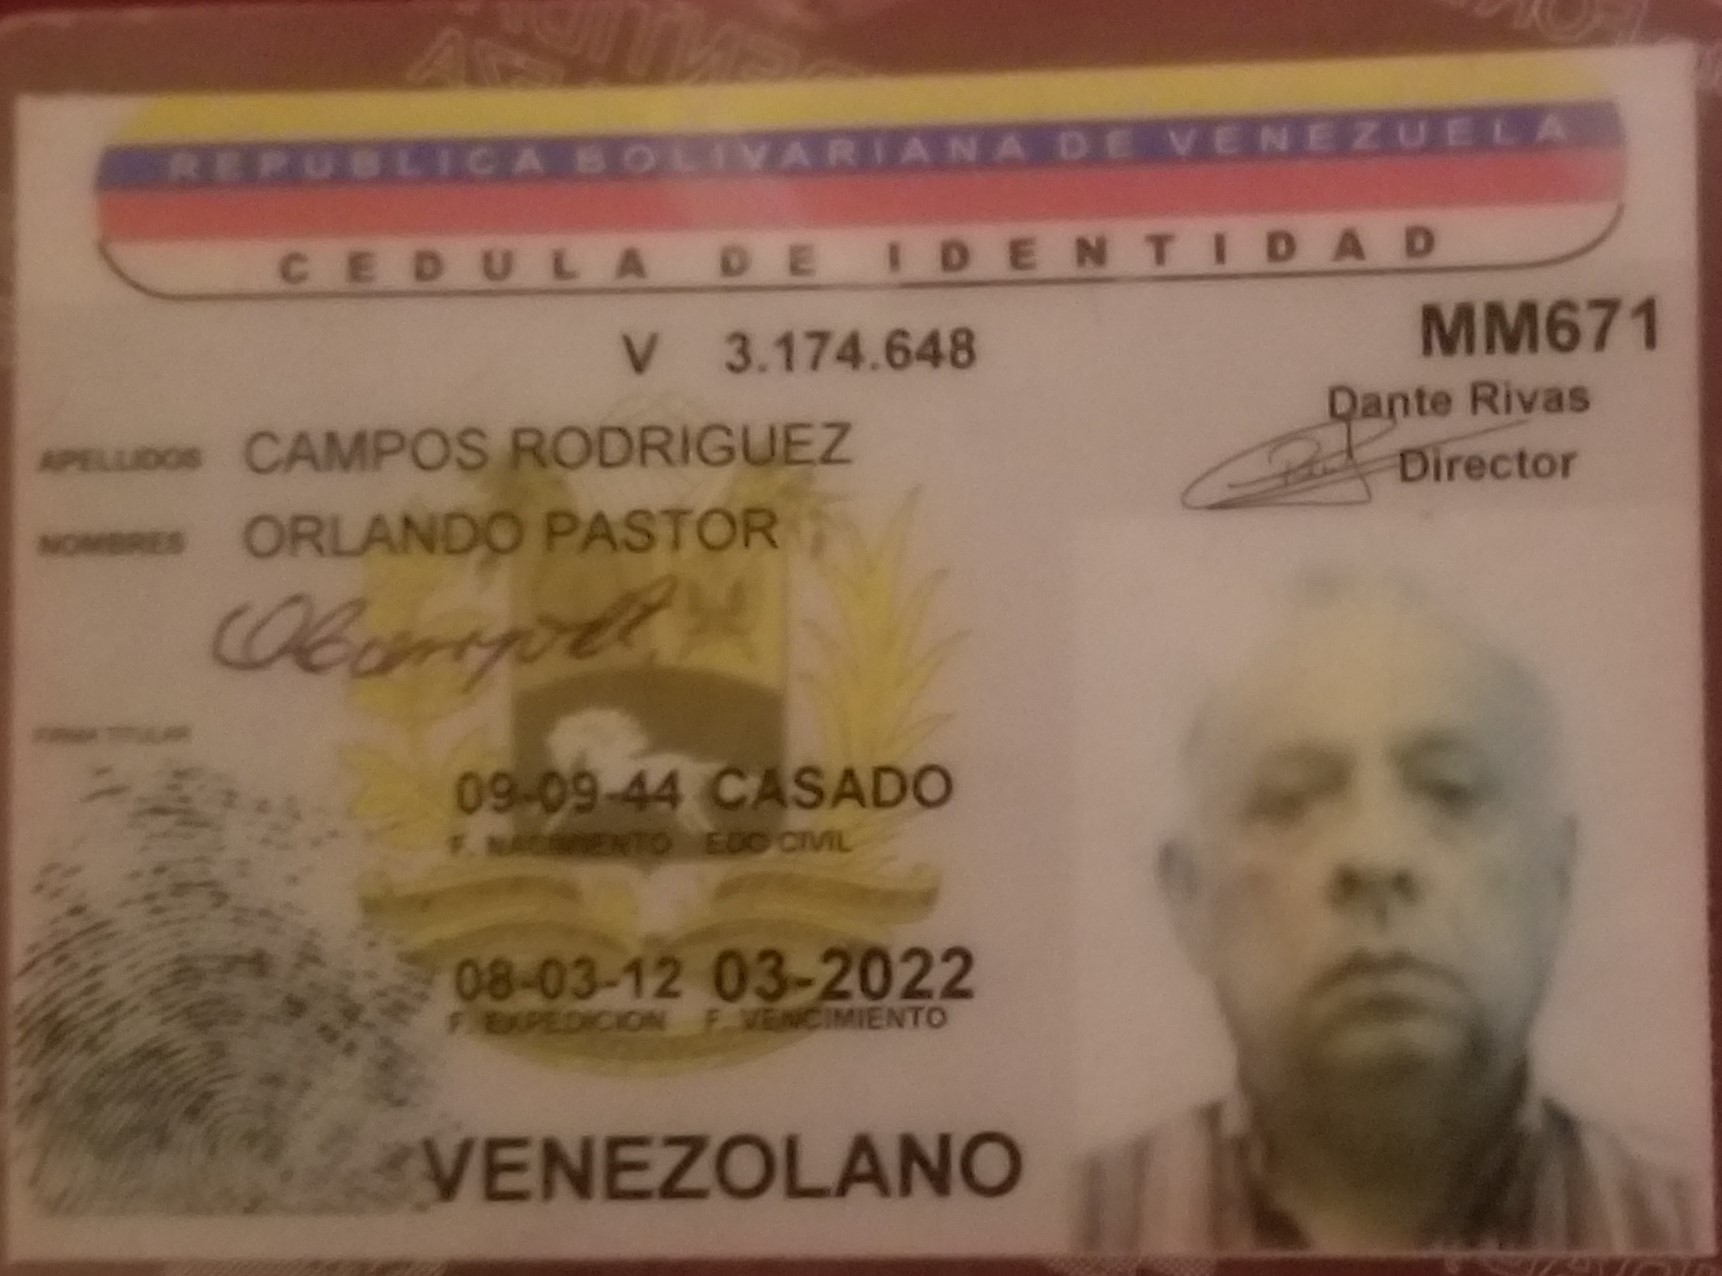 REPUBLICA BOLIVARIANA DE VENEZUELA
CEDULA DE IDENTIDAD
V 3.174.648
MM671
Dante Rivas
Director
APELLIDOS CAMPOS RODRIGUEZ
NOMBRES ORLANDO PASTOR
FIRMA TITULAR
09-09-44 CASADO
F. NACIMIENTO EDO CIVIL
08-03-12 03-2022
F. EXPEDICION F. VENCIMIENTO
VENEZOLANO